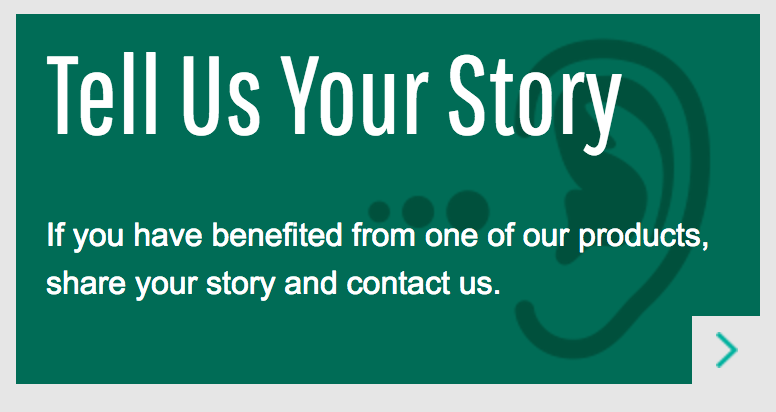 Tell Us Your Story
If you have benefited from one of our products,
share your story and contact us.